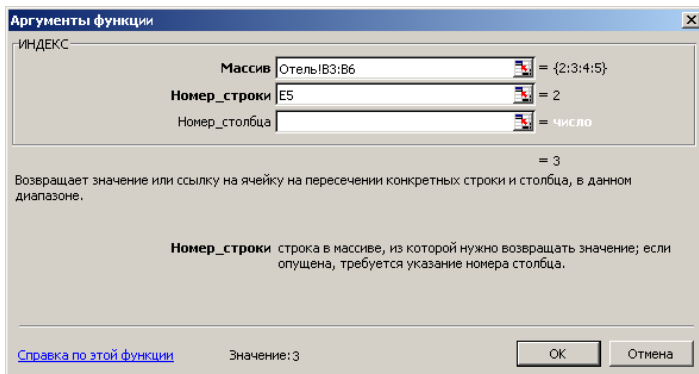 Аргументы функции
ИНДЕКС
Массив Отель!B3:B6 = {2:3:4:5}
Номер_строки E5 = 2
Номер_столбца = число
= 3
Возвращает значение или ссылку на ячейку на пересечении конкретных строки и столбца, в данном
диапазоне.
Номер_строки строка в массиве, из которой нужно возвращать значение; если
опущена, требуется указание номера столбца.
Справка по этой функции Значение:3 OK Отмена